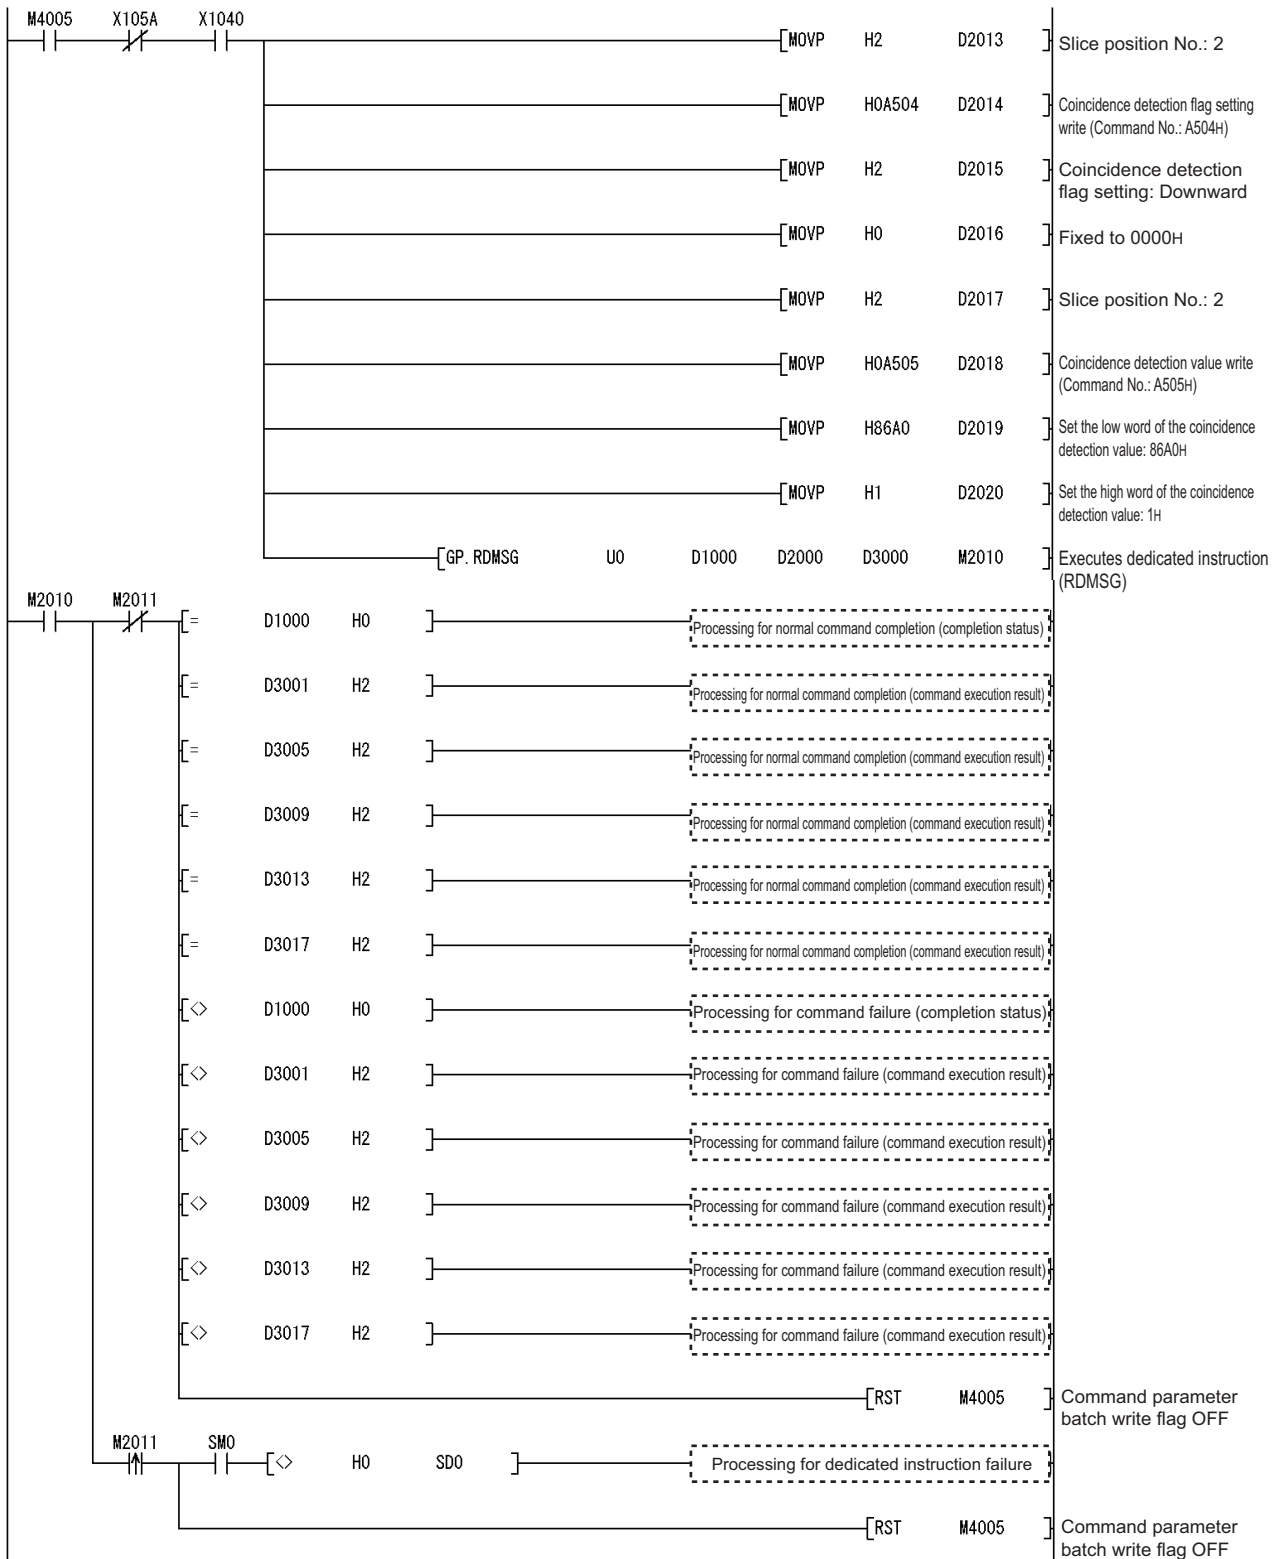 M4005 X105A X1040
MOVP H2 D2013 Slice position No.: 2
MOVP H0A504 D2014 Coincidence detection flag setting
write (Command No.: A504H)
MOVP H2 D2015 Coincidence detection
flag setting: Downward
MOVP H0 D2016 Fixed to 0000H
MOVP H2 D2017 Slice position No.: 2
MOVP H0A505 D2018 Coincidence detection value write
(Command No.: A505H)
MOVP H86A0 D2019 Set the low word of the coincidence
detection value: 86A0H
MOVP H1 D2020 Set the high word of the coincidence
detection value: 1H
GP.RDMSG U0 D1000 D2000 D3000 M2010 Executes dedicated instruction
(RDMSG)
M2010 M2011
= D1000 H0 Processing for normal command completion (completion status)
= D3001 H2 Processing for normal command completion (command execution result)
= D3005 H2 Processing for normal command completion (command execution result)
= D3009 H2 Processing for normal command completion (command execution result)
= D3013 H2 Processing for normal command completion (command execution result)
= D3017 H2 Processing for normal command completion (command execution result)
<> D1000 H0 Processing for command failure (completion status)
<> D3001 H2 Processing for command failure (command execution result)
<> D3005 H2 Processing for command failure (command execution result)
<> D3009 H2 Processing for command failure (command execution result)
<> D3013 H2 Processing for command failure (command execution result)
<> D3017 H2 Processing for command failure (command execution result)
RST M4005 Command parameter
batch write flag OFF
M2011 SM0
<> H0 SD0 Processing for dedicated instruction failure
RST M4005 Command parameter
batch write flag OFF